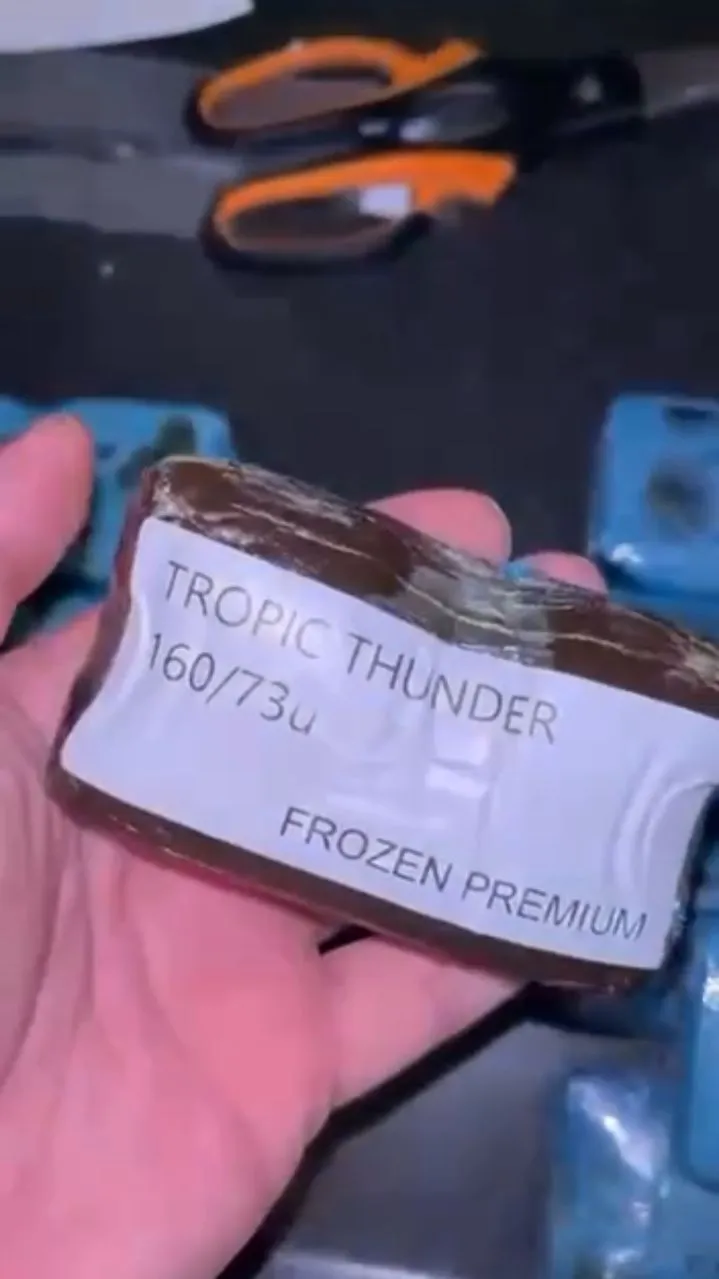 TROPIC THUNDER
160/73u
FROZEN PREMIUM